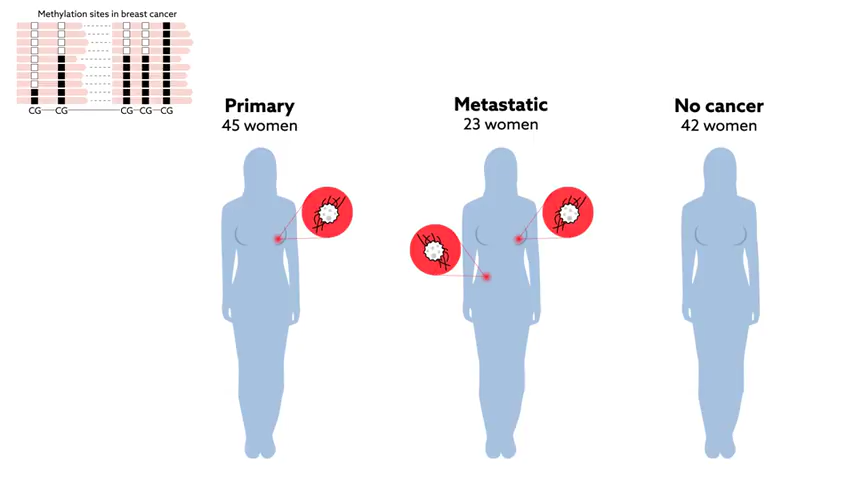 Methylation sites in breast cancer
CG CG CG CG CG
Primary
45 women
Metastatic
23 women
No cancer
42 women